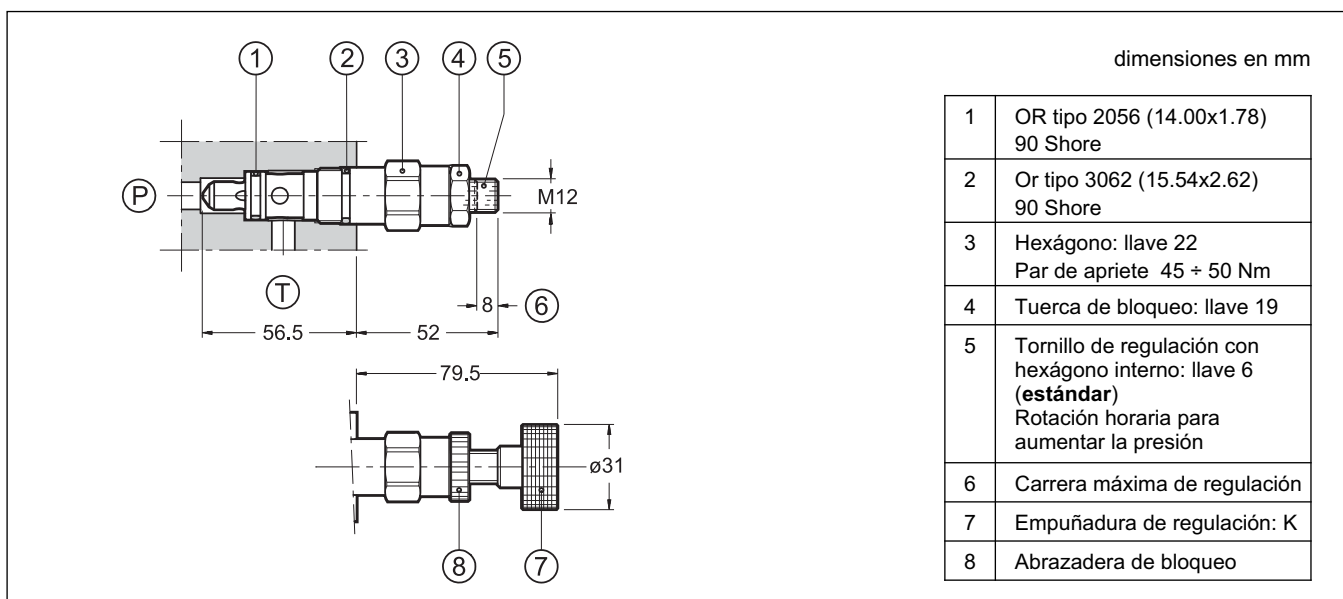 1
2
3
4
5
P
M12
T
8
6
56.5
52
79.5
ø31
8
7
dimensiones en mm
1 OR tipo 2056 (14.00x1.78)
90 Shore
2 Or tipo 3062 (15.54x2.62)
90 Shore
3 Hexágono: llave 22
Par de apriete 45 ÷ 50 Nm
4 Tuerca de bloqueo: llave 19
5 Tornillo de regulación con
hexágono interno: llave 6
(estándar)
Rotación horaria para
aumentar la presión
6 Carrera máxima de regulación
7 Empuñadura de regulación: K
8 Abrazadera de bloqueo